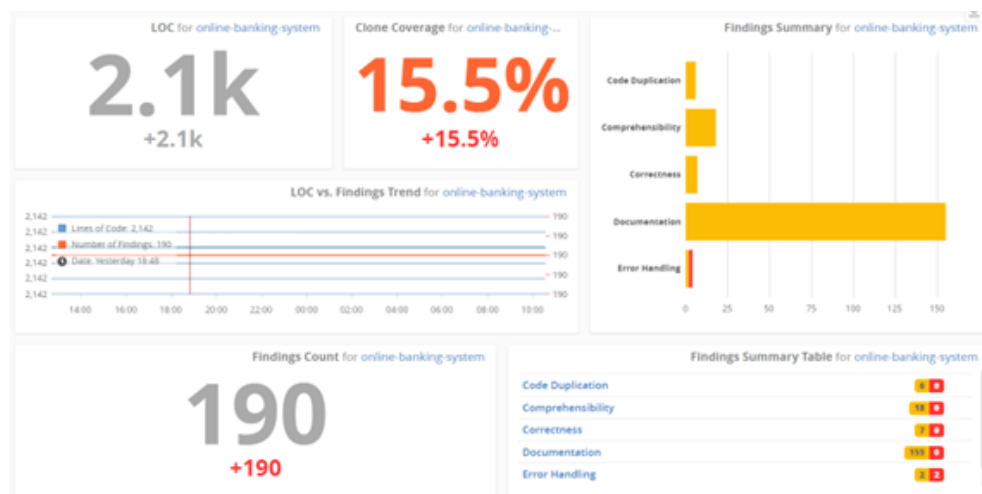 LOC for online-banking-system
2.1k
+2.1k
Clone Coverage for online-banking-...
15.5%
+15.5%
Findings Summary for online-banking-system
Code Duplication
Comprehensibility
Correctness
Documentation
Error Handling
0 25 50 75 100 125 150
LOC vs. Findings Trend for online-banking-system
2,142 190
2,142 Lines of Code: 2,142 190
2,142 Number of Findings: 190 190
2,142 Date: Yesterday 18:48 190
2,142
2,142 190
14:00 16:00 18:00 20:00 22:00 00:00 02:00 04:00 06:00 08:00 10:00
Findings Count for online-banking-system
190
+190
Findings Summary Table for online-banking-system
Code Duplication 6 0
Comprehensibility 18 0
Correctness 7 0
Documentation 155 0
Error Handling 2 2